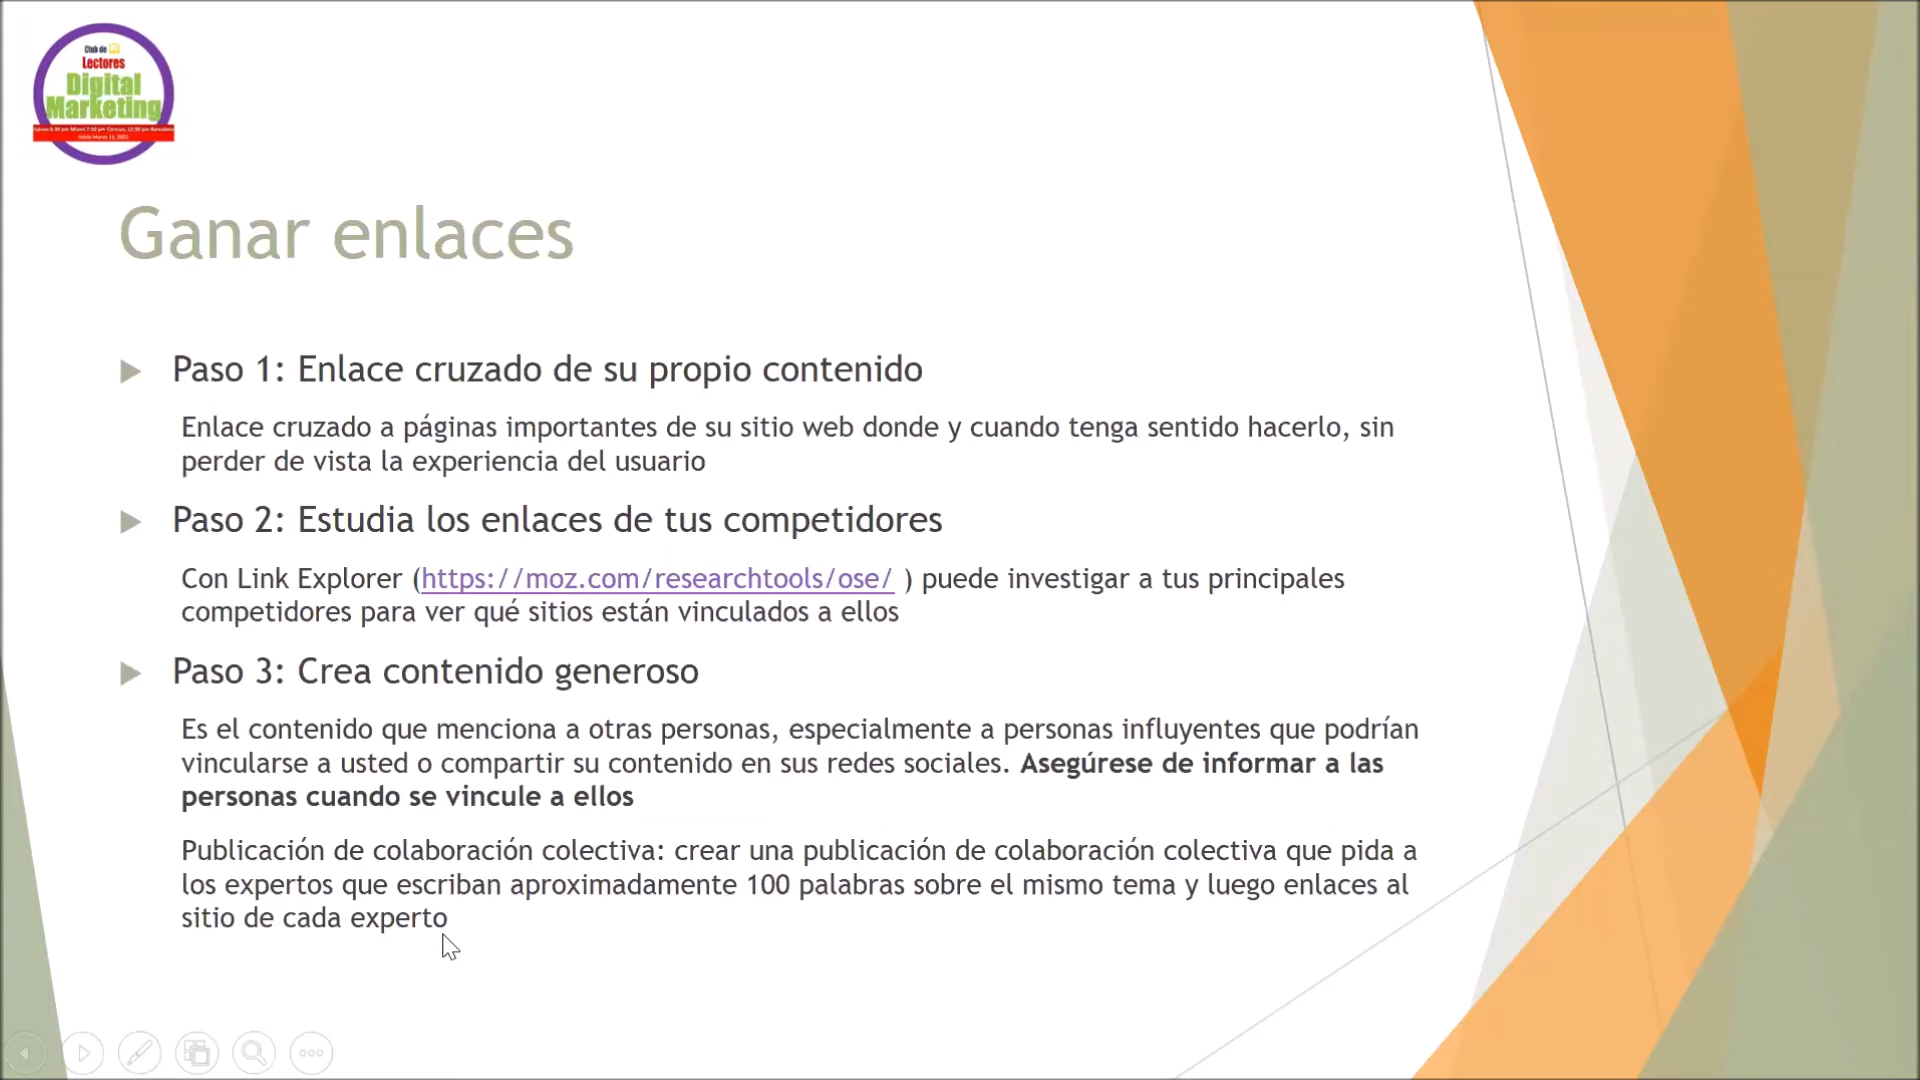 Club de
Lectores
Digital
Marketing
Ganar enlaces
Paso 1: Enlace cruzado de su propio contenido
Enlace cruzado a páginas importantes de su sitio web donde y cuando tenga sentido hacerlo, sin
perder de vista la experiencia del usuario
Paso 2: Estudia los enlaces de tus competidores
Con Link Explorer (https://moz.com/researchtools/ose/ ) puede investigar a tus principales
competidores para ver qué sitios están vinculados a ellos
Paso 3: Crea contenido generoso
Es el contenido que menciona a otras personas, especialmente a personas influyentes que podrían
vincularse a usted o compartir su contenido en sus redes sociales. Asegúrese de informar a las
personas cuando se vincule a ellos
Publicación de colaboración colectiva: crear una publicación de colaboración colectiva que pida a
los expertos que escriban aproximadamente 100 palabras sobre el mismo tema y luego enlaces al
sitio de cada experto